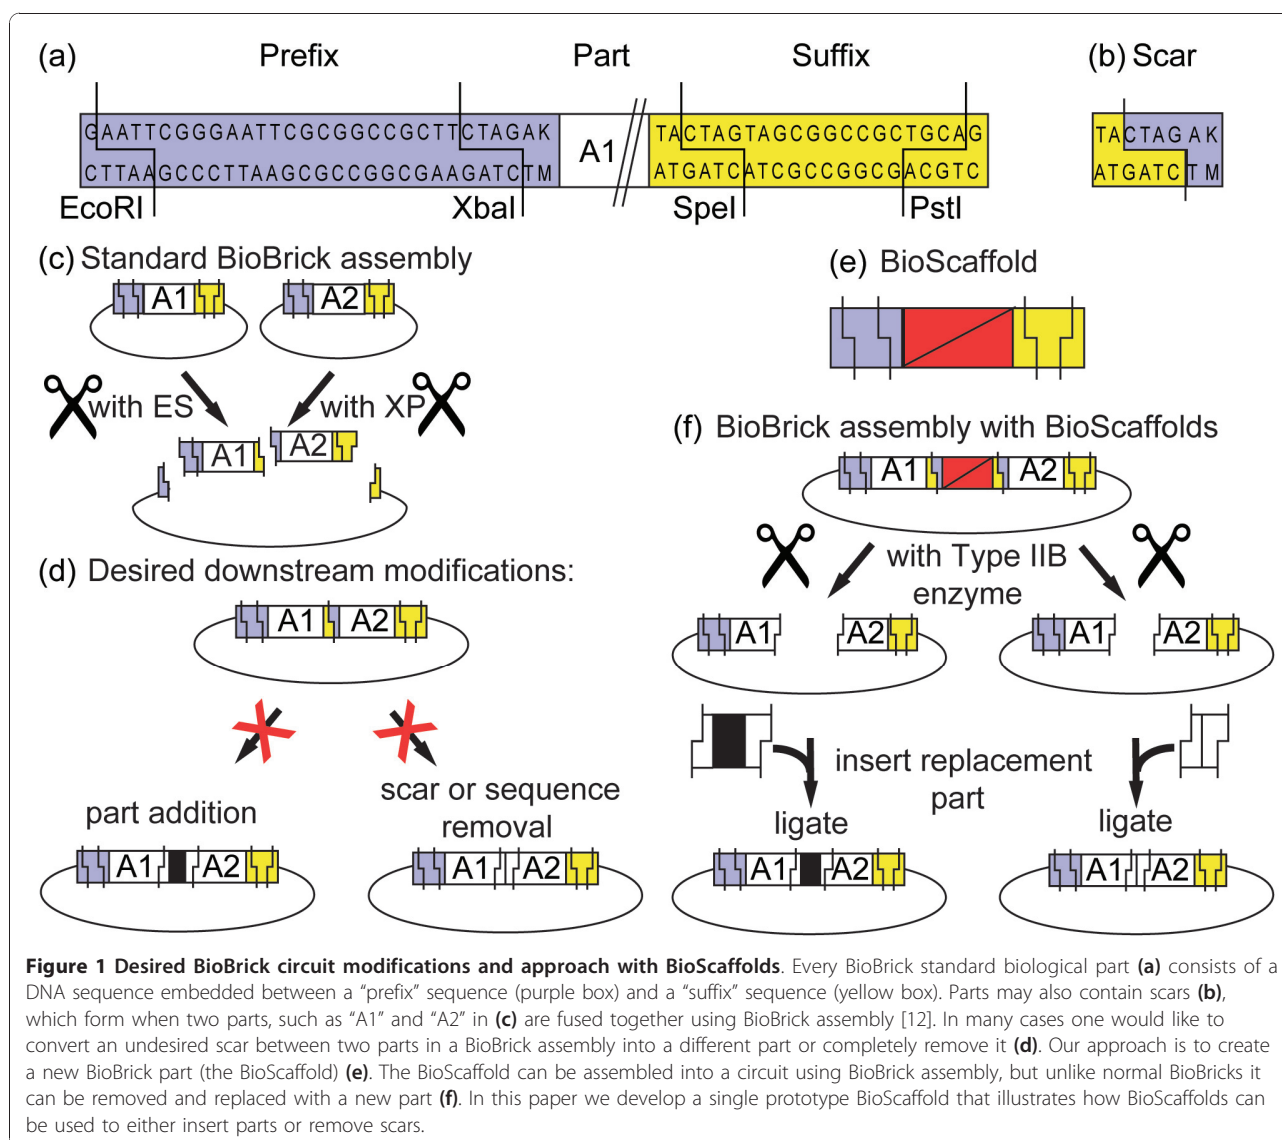 (a) Prefix Part Suffix (b) Scar
GAATTCGGGAATTCGCGGCCGCTTCTAGAK A1 TACTAGTAGCGGCCGCTGCAG TACTAGAK
CTTAAGCCCTTAAGCGCCGGCGAAGATCTM ATGATCATCGCCGGCGACGTC ATGATCTM
EcoRI XbaI SpeI PstI
(c) Standard BioBrick assembly
A1 A2
with ES with XP
A1 A2
(d) Desired downstream modifications:
A1 A2
part addition
scar or sequence
removal
A1 A2
A1 A2
(e) BioScaffold
(f) BioBrick assembly with BioScaffolds
A1 A2
with Type IIB
enzyme
A1 A2
A1 A2
insert replacement
part
ligate
ligate
A1 A2
A1 A2
Figure 1 Desired BioBrick circuit modifications and approach with BioScaffolds. Every BioBrick standard biological part (a) consists of a
DNA sequence embedded between a “prefix” sequence (purple box) and a “suffix” sequence (yellow box). Parts may also contain scars (b),
which form when two parts, such as “A1” and “A2” in (c) are fused together using BioBrick assembly [12]. In many cases one would like to
convert an undesired scar between two parts in a BioBrick assembly into a different part or completely remove it (d). Our approach is to create
a new BioBrick part (the BioScaffold) (e). The BioScaffold can be assembled into a circuit using BioBrick assembly, but unlike normal BioBricks it
can be removed and replaced with a new part (f). In this paper we develop a single prototype BioScaffold that illustrates how BioScaffolds can
be used to either insert parts or remove scars.